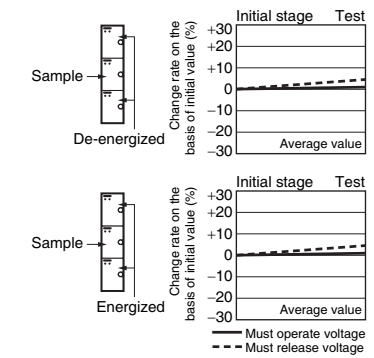 Initial stage Test
Change rate on the
basis of initial value (%)
+30
+20
+10
0
−10
−20
−30
Sample
De-energized
Average value
Initial stage Test
Change rate on the
basis of initial value (%)
+30
+20
+10
0
−10
−20
−30
Sample
Energized
Average value
Must operate voltage
Must release voltage